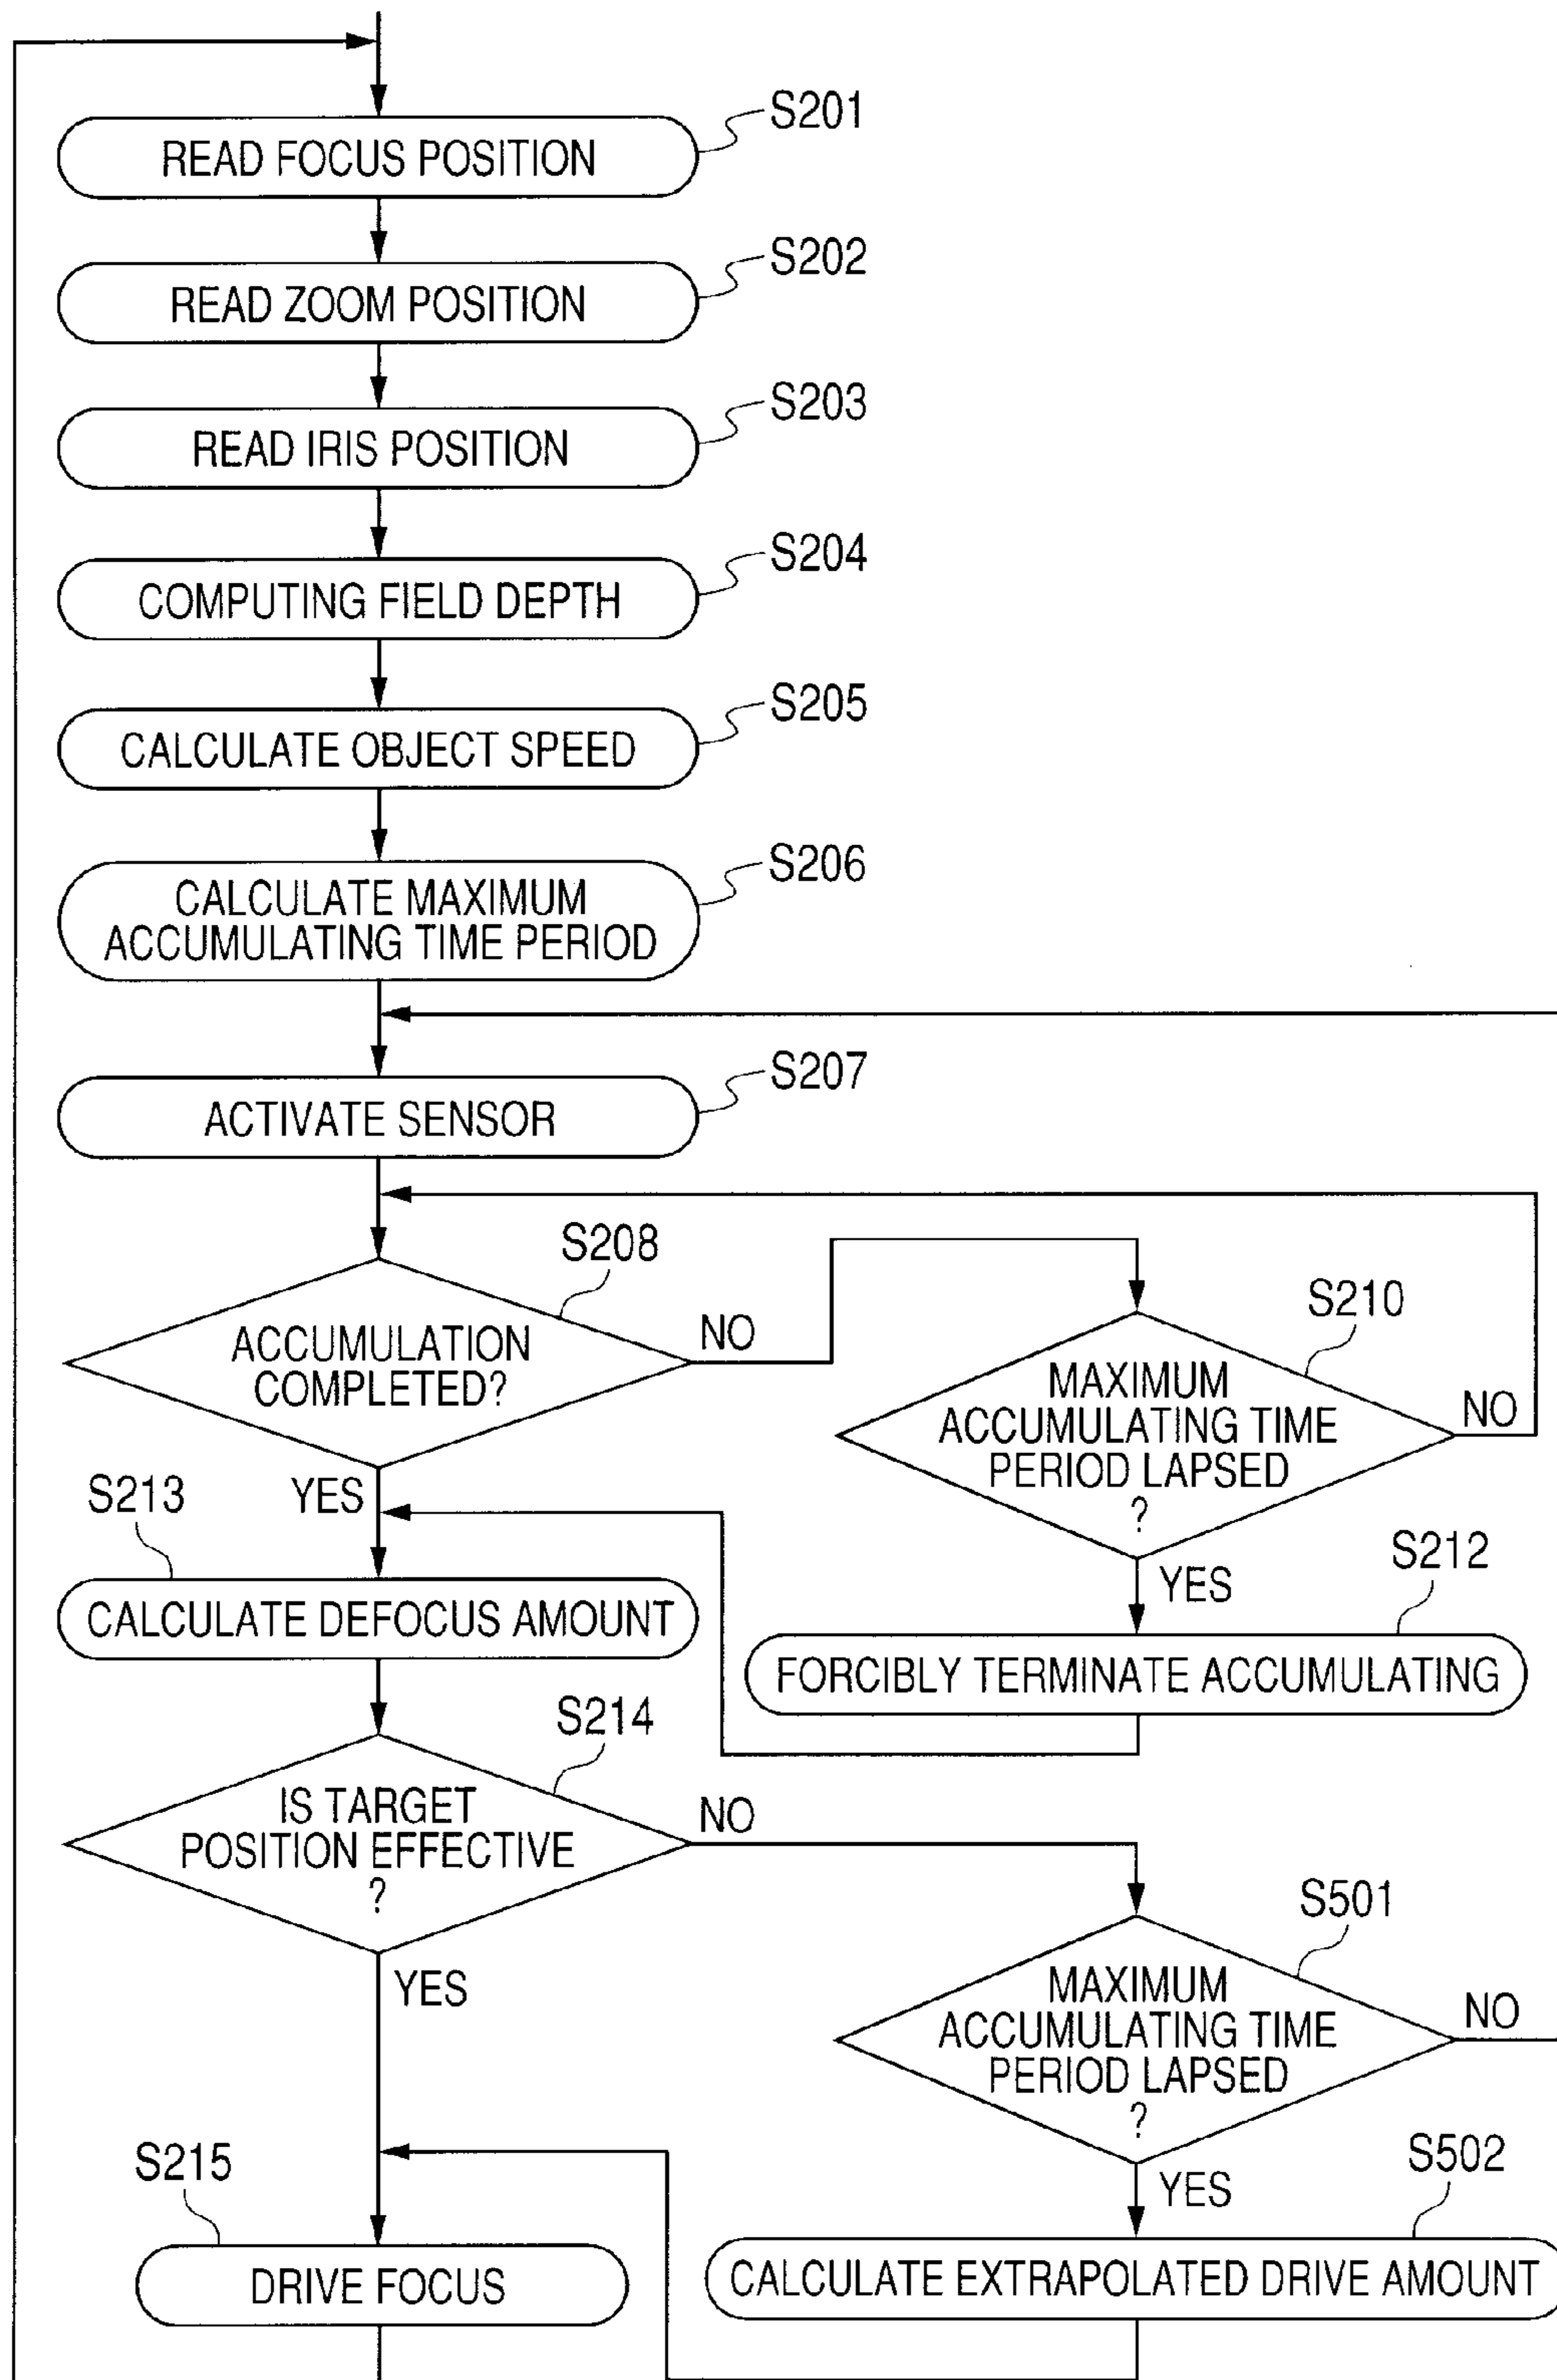 S201
READ FOCUS POSITION
S202
READ ZOOM POSITION
S203
READ IRIS POSITION
S204
COMPUTING FIELD DEPTH
S205
CALCULATE OBJECT SPEED
S206
CALCULATE MAXIMUM
ACCUMULATING TIME PERIOD
S207
ACTIVATE SENSOR
S208
ACCUMULATION
COMPLETED?
NO
YES
S210
MAXIMUM
ACCUMULATING TIME
PERIOD LAPSED
?
NO
YES
S212
FORCIBLY TERMINATE ACCUMULATING
S213
CALCULATE DEFOCUS AMOUNT
S214
IS TARGET
POSITION EFFECTIVE
?
NO
YES
S501
MAXIMUM
ACCUMULATING TIME
PERIOD LAPSED
?
NO
YES
S502
CALCULATE EXTRAPOLATED DRIVE AMOUNT
S215
DRIVE FOCUS